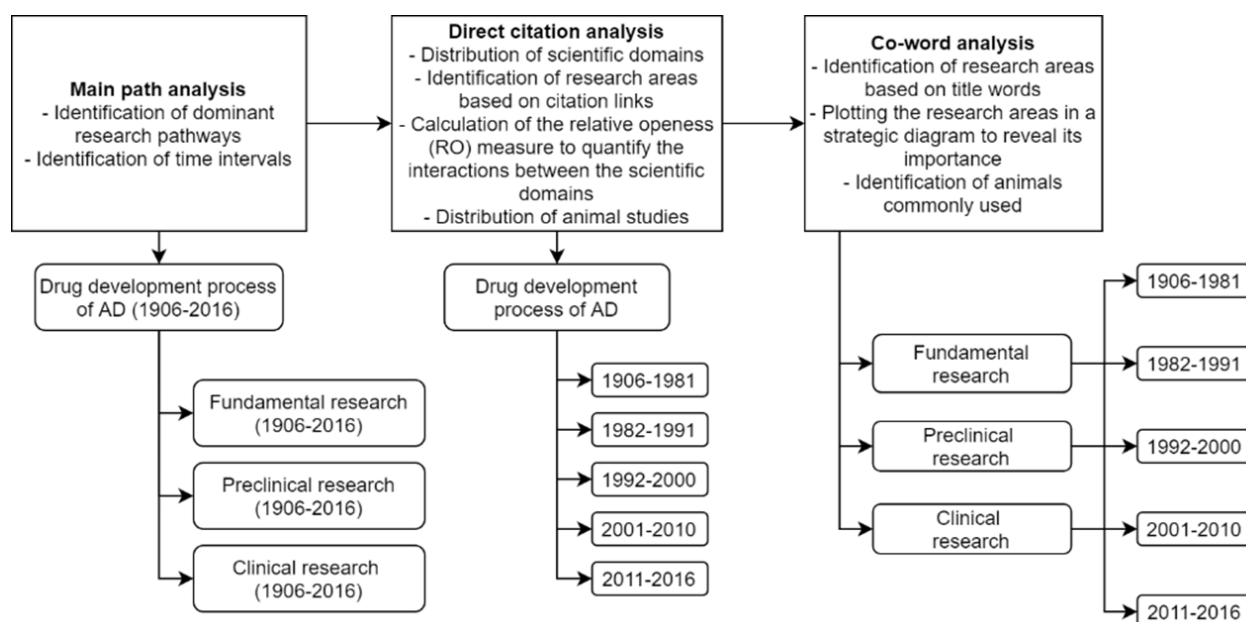 Main path analysis
- Identification of dominant
research pathways
- Identification of time intervals
Direct citation analysis
- Distribution of scientific domains
- Identification of research areas
based on citation links
- Calculation of the relative openess
(RO) measure to quantify the
interactions between the scientific
domains
- Distribution of animal studies
Co-word analysis
- Identification of research areas
based on title words
- Plotting the research areas in a
strategic diagram to reveal its
importance
- Identification of animals
commonly used
Drug development process
of AD (1906-2016)
Fundamental research
(1906-2016)
Preclinical research
(1906-2016)
Clinical research
(1906-2016)
Drug development
process of AD
1906-1981
1982-1991
1992-2000
2001-2010
2011-2016
Fundamental
research
Preclinical
research
Clinical
research
1906-1981
1982-1991
1992-2000
2001-2010
2011-2016